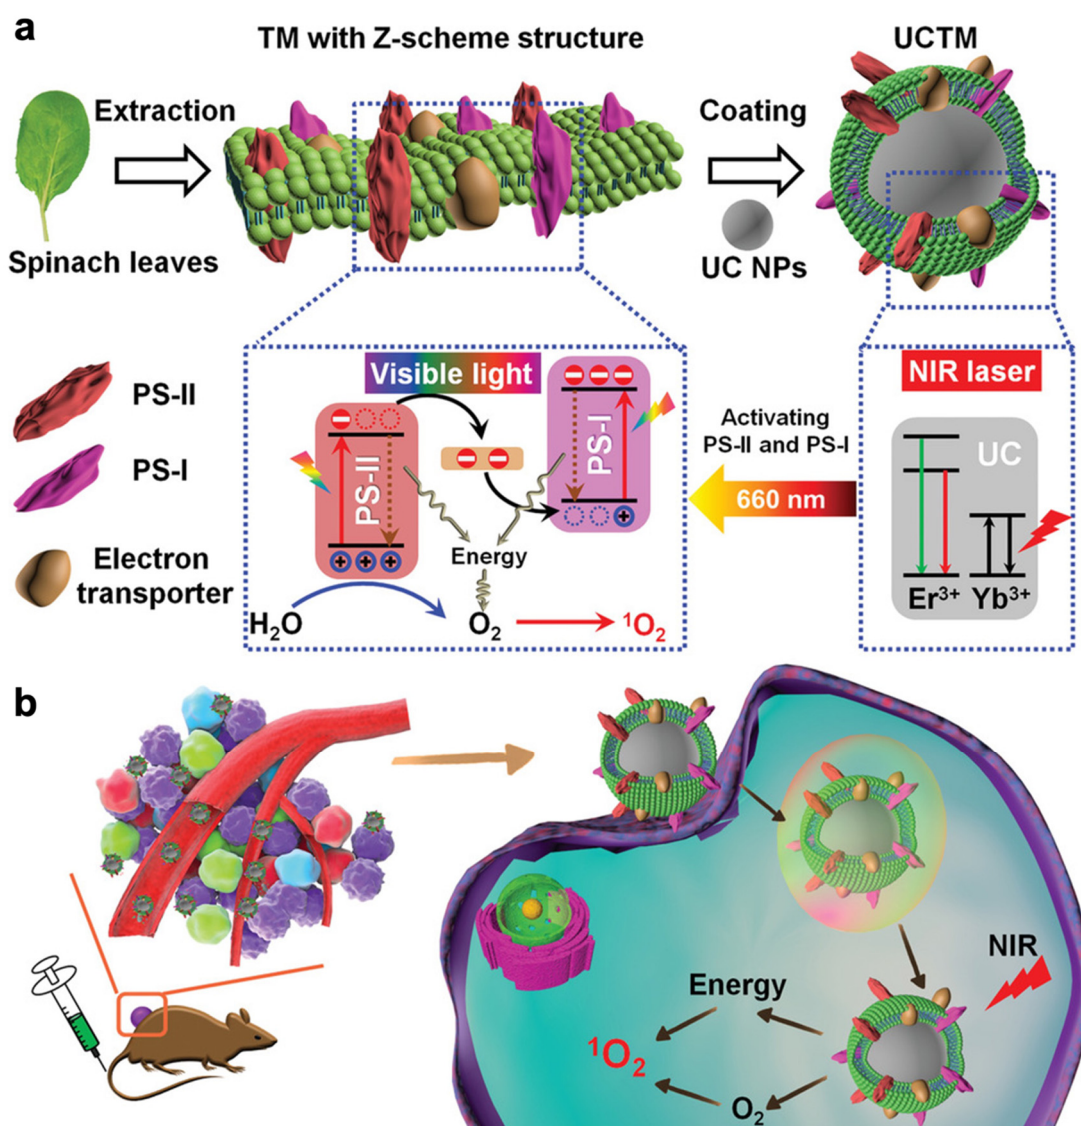 a
TM with Z-scheme structure
UCTM
Extraction
Coating
Spinach leaves
UC NPs
PS-II
PS-I
Electron
transporter
Visible light
PS-II
PS-I
Energy
H₂O
O₂
¹O₂
Activating
PS-II and PS-I
660 nm
NIR laser
UC
Er³⁺
Yb³⁺
b
NIR
Energy
¹O₂
O₂